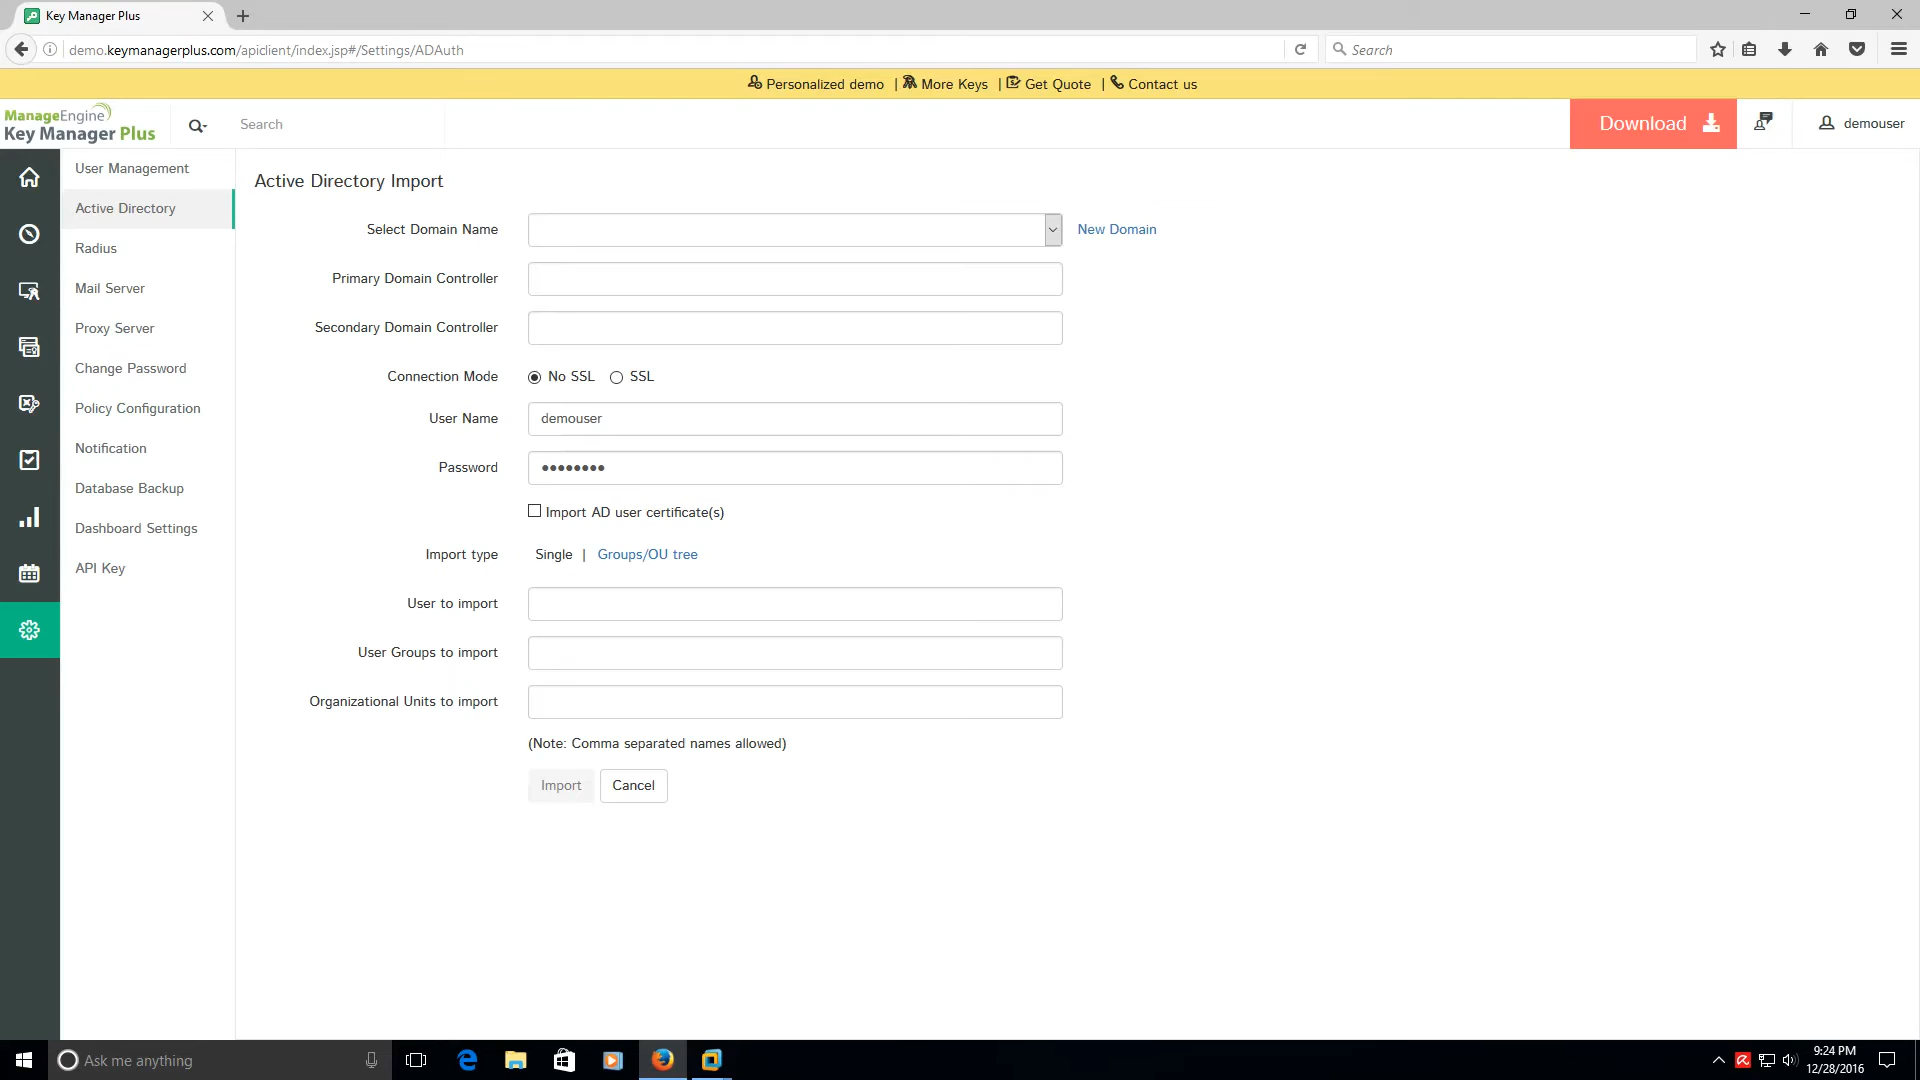 Key Manager Plus
demo.keymanagerplus.com/apiclient/index.jsp#/Settings/ADAuth
Search
Personalized demo | More Keys | Get Quote | Contact us
ManageEngine
Key Manager Plus
Search
Download
demouser
User Management
Active Directory
Radius
Mail Server
Proxy Server
Change Password
Policy Configuration
Notification
Database Backup
Dashboard Settings
API Key
Active Directory Import
Select Domain Name
New Domain
Primary Domain Controller
Secondary Domain Controller
Connection Mode No SSL SSL
User Name demouser
Password ••••••••
Import AD user certificate(s)
Import type Single | Groups/OU tree
User to import
User Groups to import
Organizational Units to import
(Note: Comma separated names allowed)
Import Cancel
Ask me anything
9:24 PM
12/28/2016